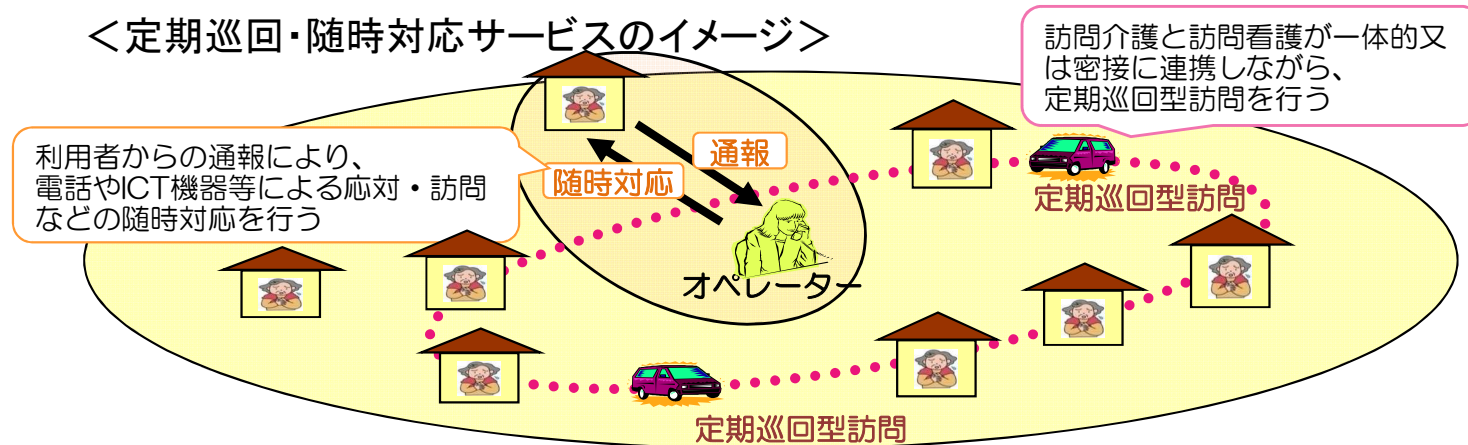 ＜定期巡回・随時対応サービスのイメージ＞
訪問介護と訪問看護が一体的又
は密接に連携しながら、
定期巡回型訪問を行う
利用者からの通報により、
電話やICT機器等による応対・訪問
などの随時対応を行う
通報
随時対応
定期巡回型訪問
オペレーター
定期巡回型訪問